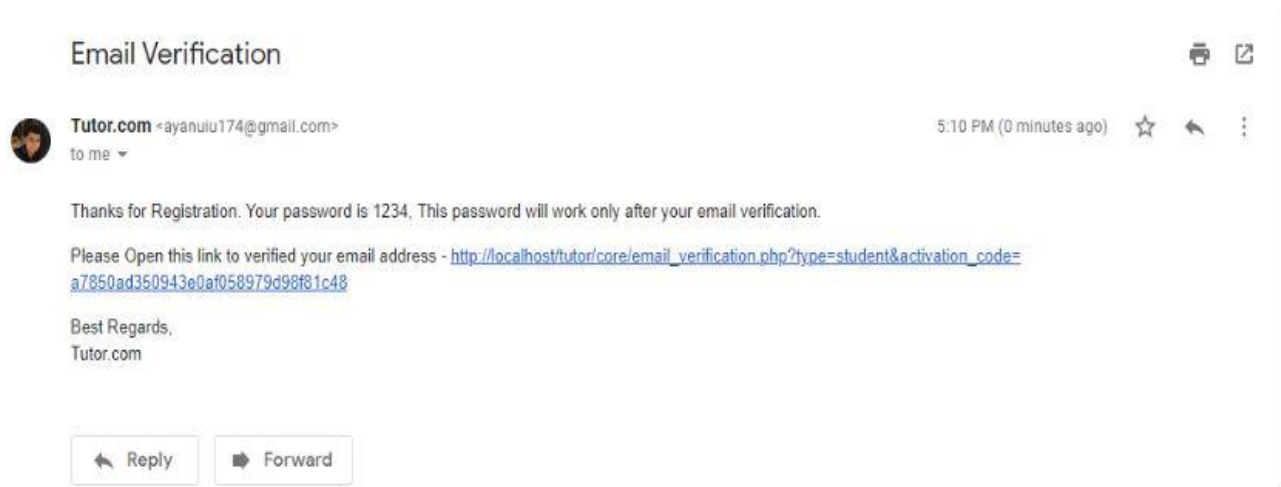 Email Verification
Tutor.com <ayanuiu174@gmail.com>
5:10 PM (0 minutes ago)
to me
Thanks for Registration. Your password is 1234, This password will work only after your email verification.
Please Open this link to verified your email address - http://localhost/tutor/core/email_verification.php?type=student&activation_code=
a7850ad350943e0af058979d98f81c48
Best Regards,
Tutor.com
Reply
Forward